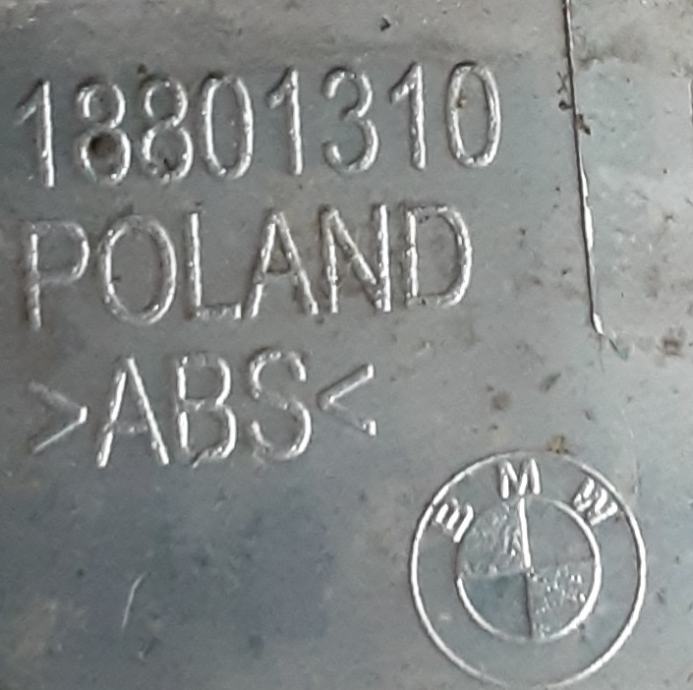 18801310
POLAND
>ABS<
BMW